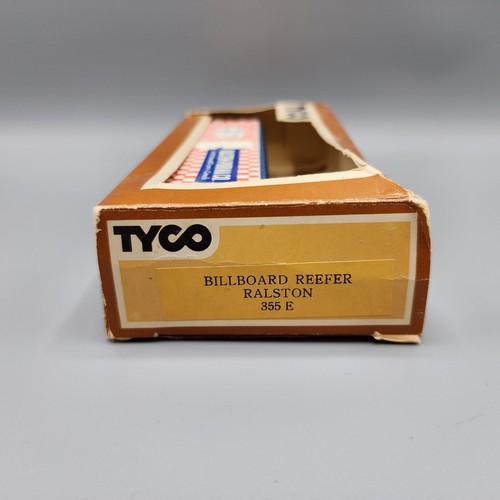 TYCO
BILLBOARD REEFER
RALSTON
355 E